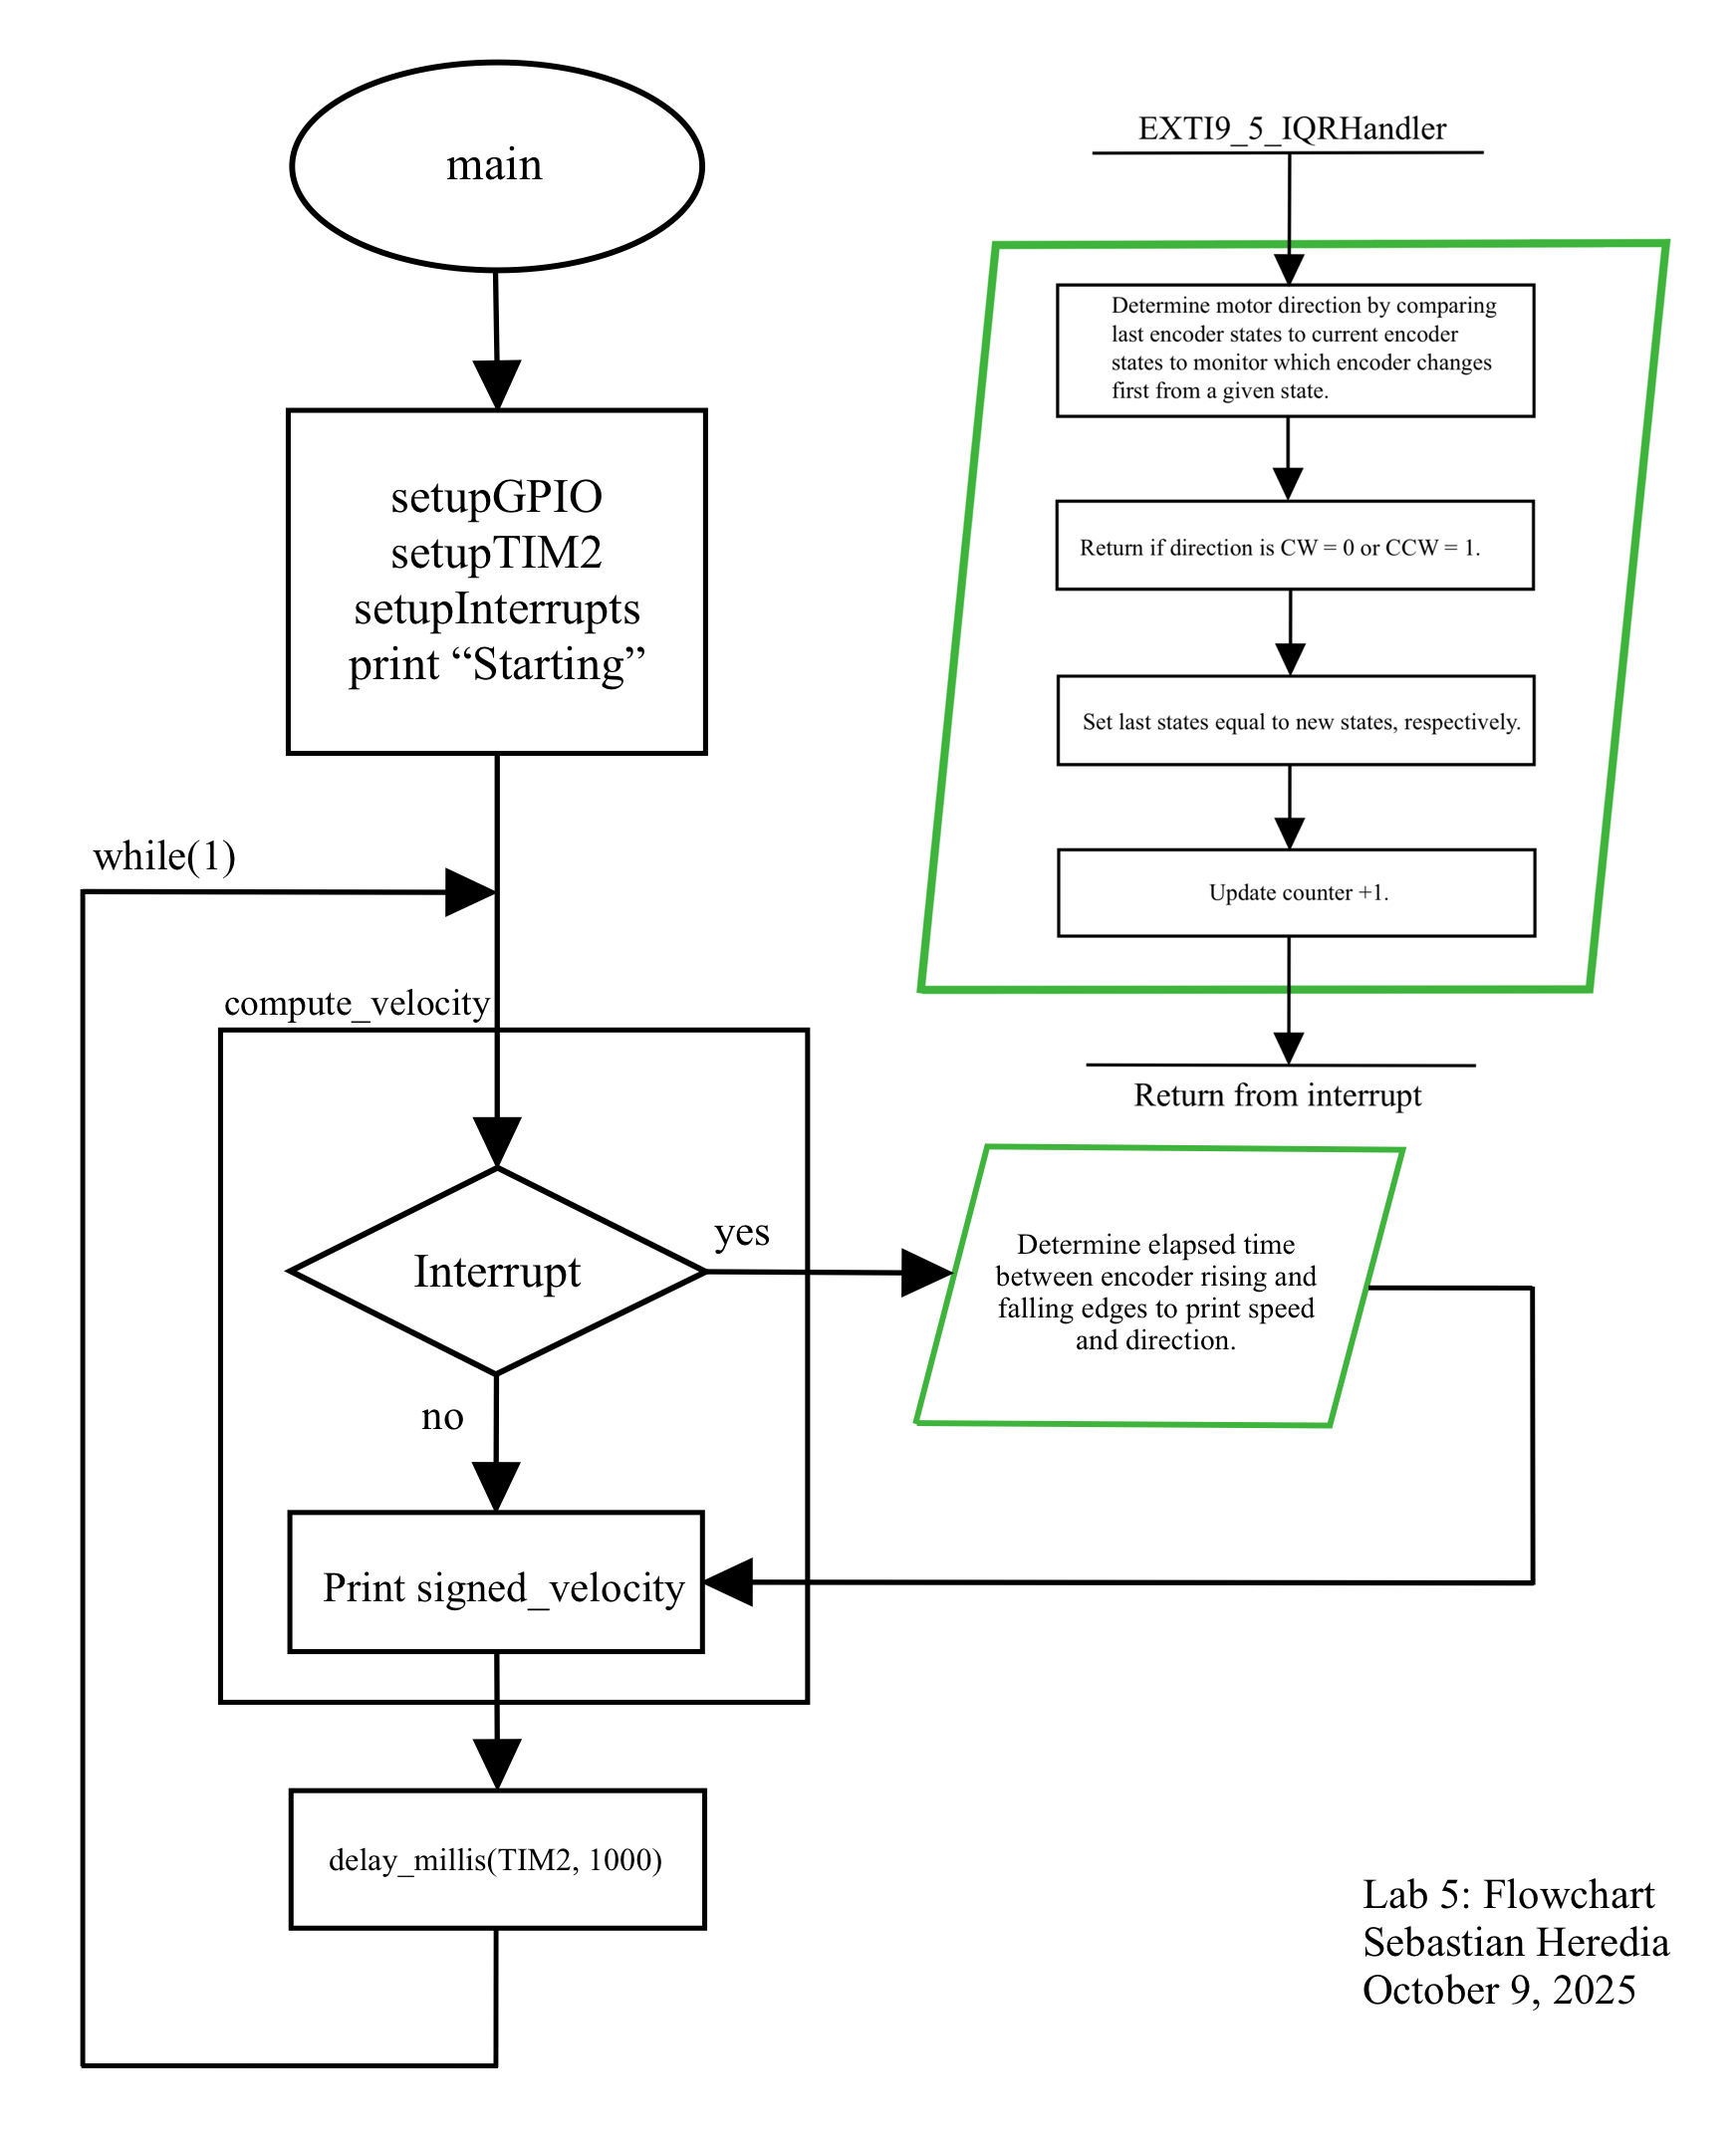 main
setupGPIO
setupTIM2
setupInterrupts
print “Starting”
while(1)
compute_velocity
Interrupt
yes
no
Print signed_velocity
delay_millis(TIM2, 1000)
EXTI9_5_IQRHandler
Determine motor direction by comparing
last encoder states to current encoder
states to monitor which encoder changes
first from a given state.
Return if direction is CW = 0 or CCW = 1.
Set last states equal to new states, respectively.
Update counter +1.
Return from interrupt
Determine elapsed time
between encoder rising and
falling edges to print speed
and direction.
Lab 5: Flowchart
Sebastian Heredia
October 9, 2025